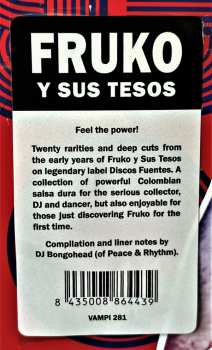 FRUKO
Y SUS TESOS
Feel the power!
Twenty rarities and deep cuts from
the early years of Fruko y Sus Tesos
on legendary label Discos Fuentes. A
collection of powerful Colombian
salsa dura for the serious collector,
DJ and dancer, but also enjoyable for
those just discovering Fruko for the
first time.
Compilation and liner notes by
DJ Bongohead (of Peace & Rhythm).
8 435008 864439
VAMPI 281